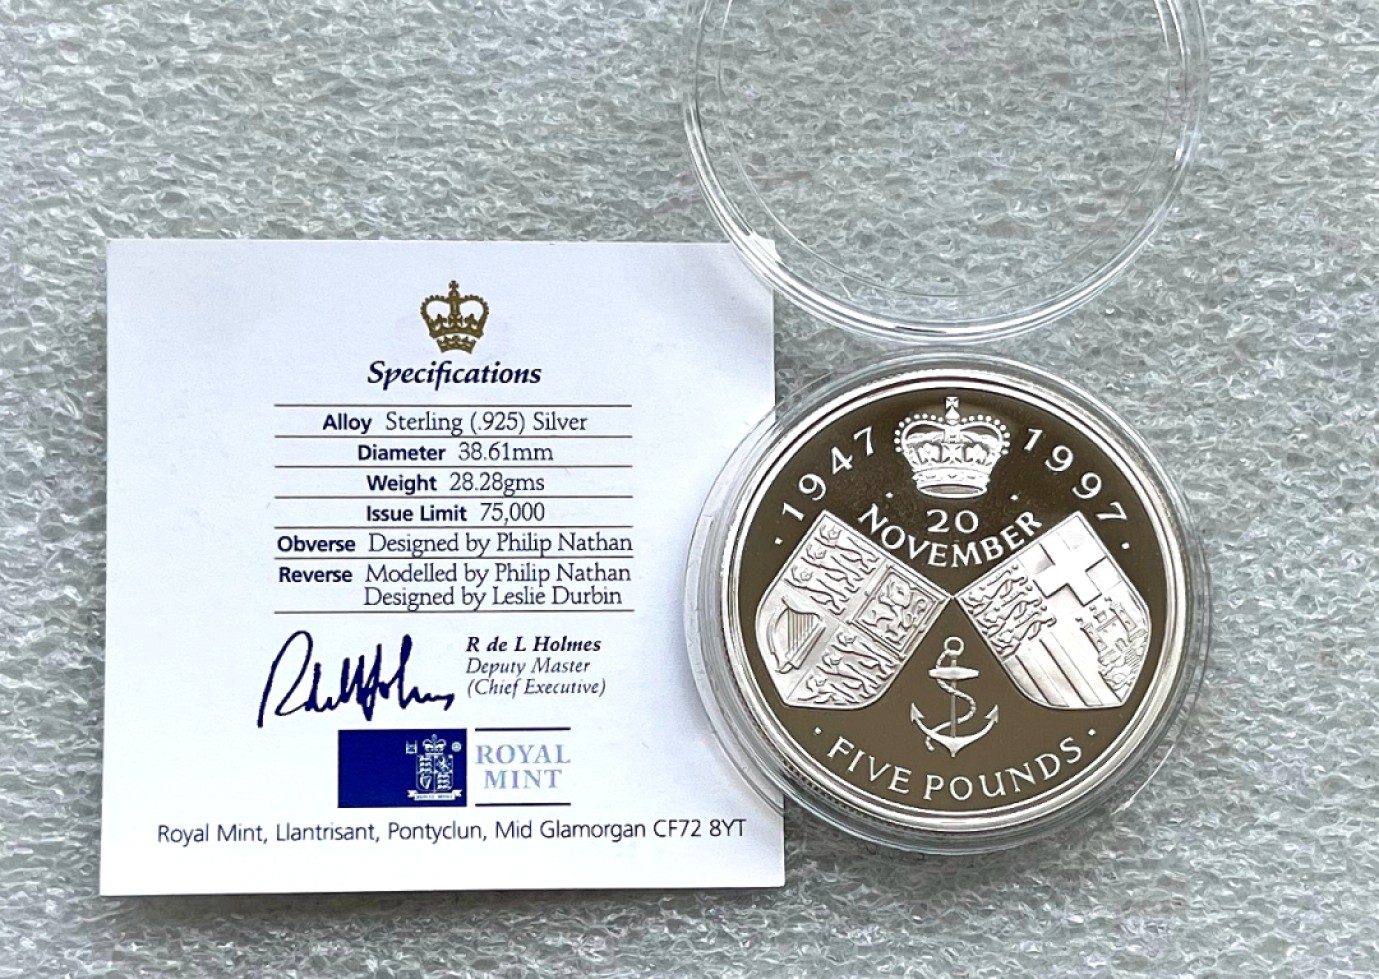 Specifications
Alloy Sterling (.925) Silver
Diameter 38.61mm
Weight 28.28gms
Issue Limit 75,000
Obverse Designed by Philip Nathan
Reverse Modelled by Philip Nathan
Designed by Leslie Durbin
R de L Holmes
Deputy Master
(Chief Executive)
ROYAL
MINT
Royal Mint, Llantrisant, Pontyclun, Mid Glamorgan CF72 8YT
· 1947 1997 ·
· 20 ·
NOVEMBER
· FIVE POUNDS ·